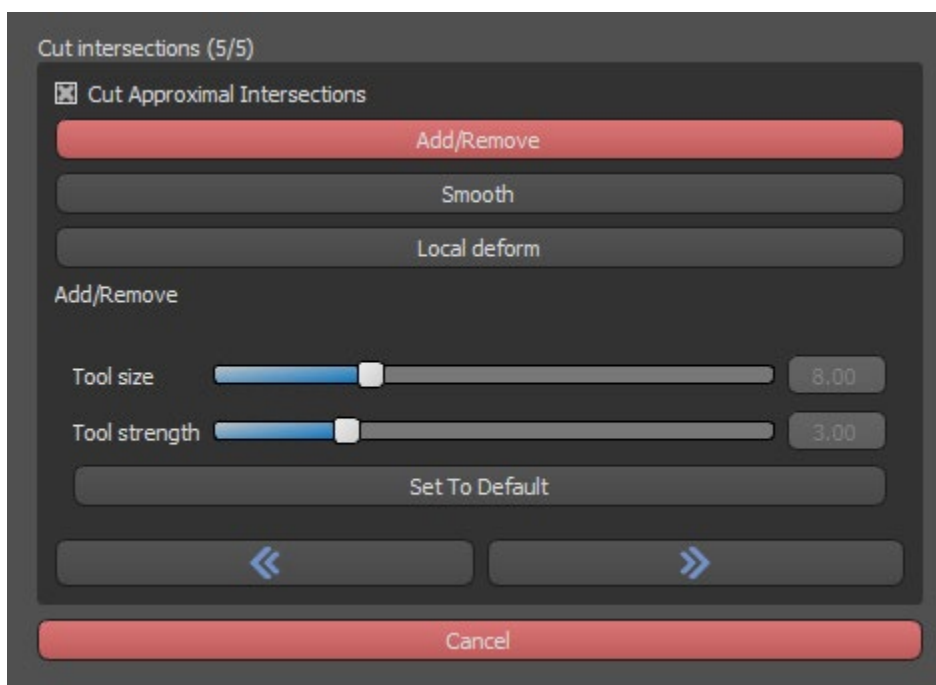 Cut intersections (5/5)
Cut Approximal Intersections
Add/Remove
Smooth
Local deform
Add/Remove
Tool size 8.00
Tool strength 3.00
Set To Default
Cancel